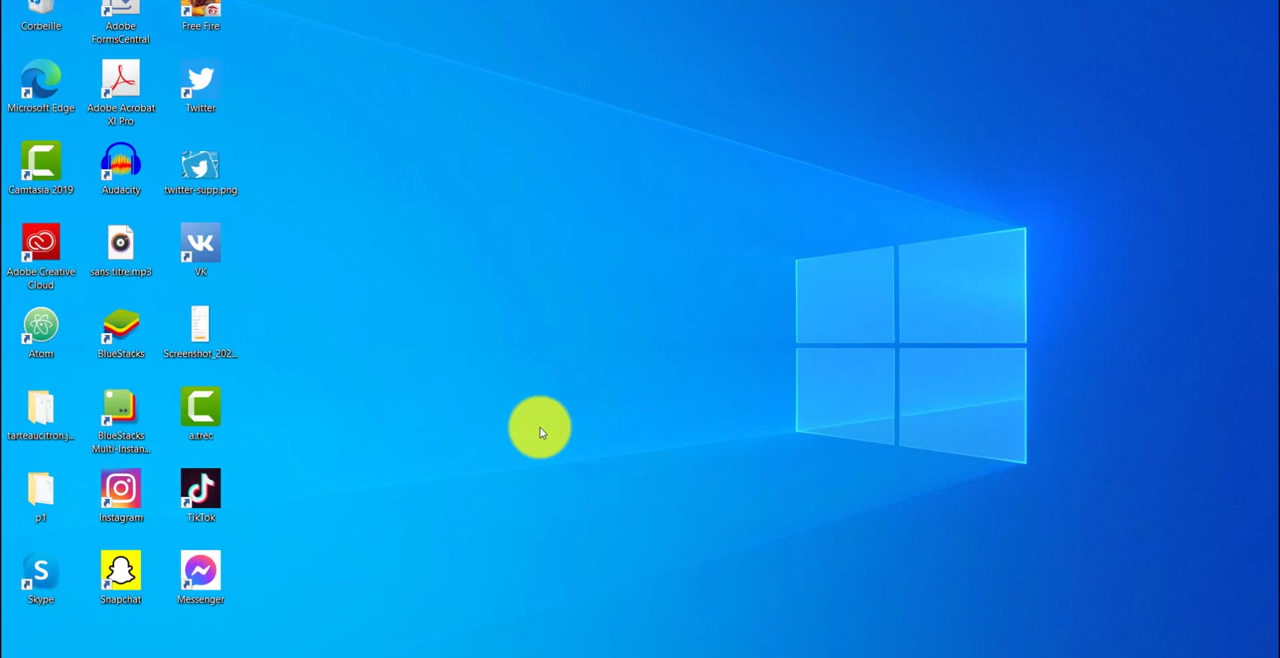 Corbeille
Adobe
FormsCentral
Free Fire
Microsoft Edge
Adobe Acrobat
XI Pro
Twitter
Camtasia 2019
Audacity
twitter-supp.png
Adobe Creative
Cloud
sans titre.mp3
VK
Atom
BlueStacks
Screenshot_202...
tarteaucitron.j...
BlueStacks
Multi-Instan...
a.trec
p1
Instagram
TikTok
Skype
Snapchat
Messenger